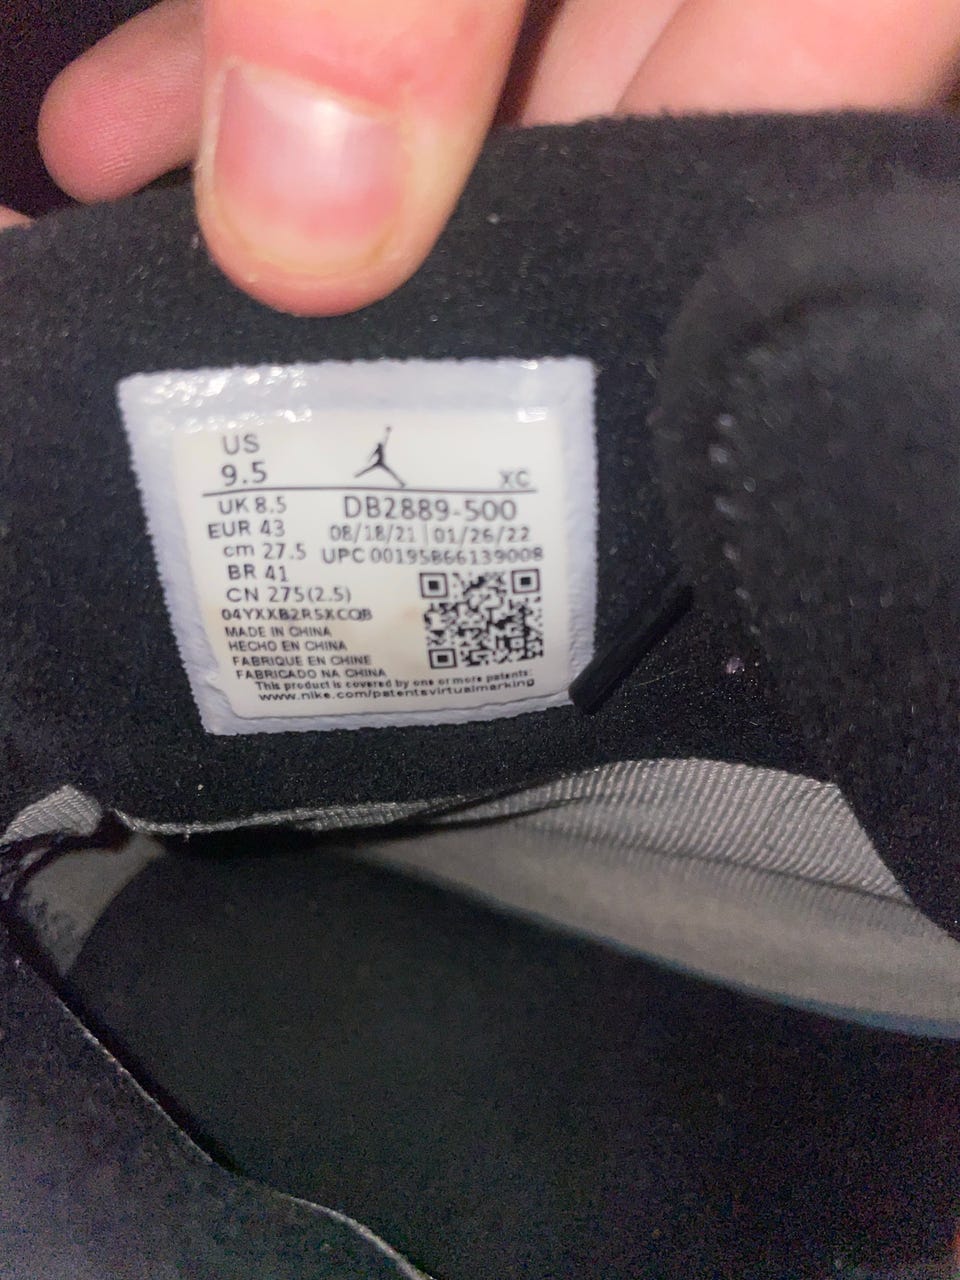 US
9.5
XC
UK 8.5
DB2889-500
EUR 43
08/18/21 01/26/22
cm 27.5
UPC 00195866139008
BR 41
CN 275(2.5)
04YXXB2R5XCQB
MADE IN CHINA
HECHO EN CHINA
FABRIQUE EN CHINE
FABRICADO NA CHINA
This product is covered by one or more patents:
www.nike.com/patentsvirtualmarking